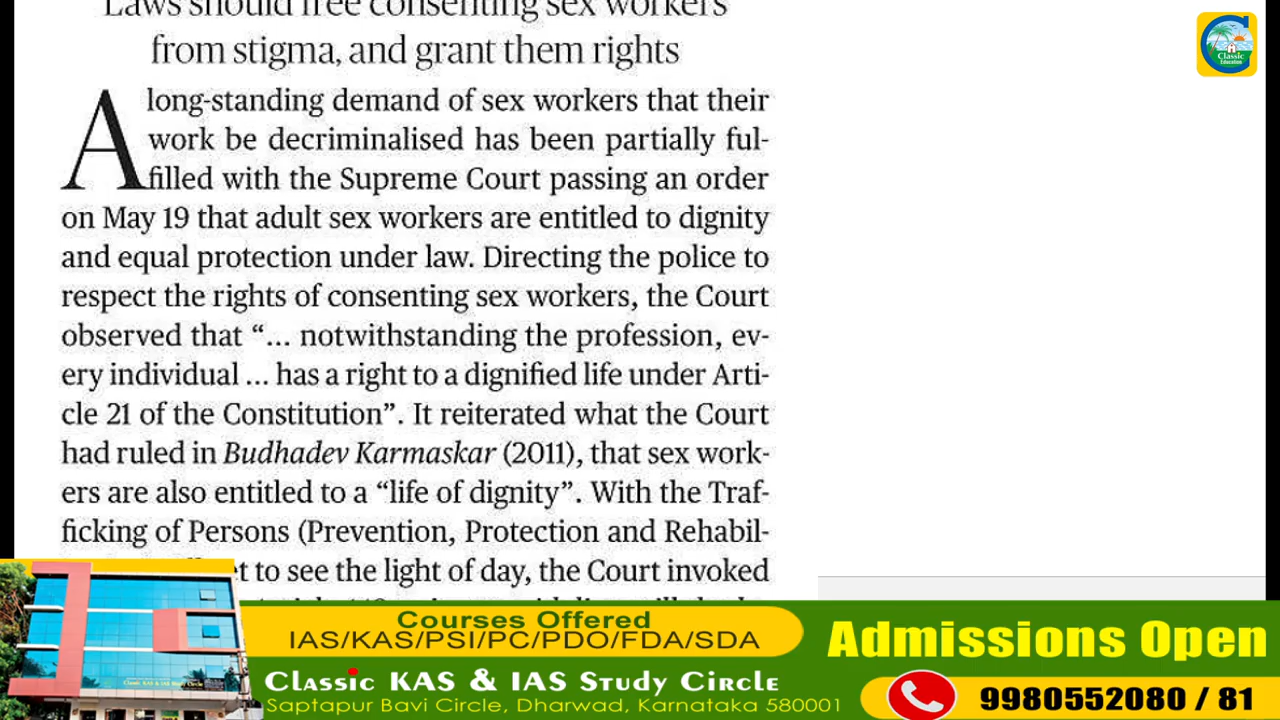 Laws should free consenting sex workers
from stigma, and grant them rights
A long-standing demand of sex workers that their
work be decriminalised has been partially ful-
filled with the Supreme Court passing an order
on May 19 that adult sex workers are entitled to dignity
and equal protection under law. Directing the police to
respect the rights of consenting sex workers, the Court
observed that “... notwithstanding the profession, ev-
ery individual ... has a right to a dignified life under Arti-
cle 21 of the Constitution”. It reiterated what the Court
had ruled in Budhadev Karmaskar (2011), that sex work-
ers are also entitled to a “life of dignity”. With the Traf-
ficking of Persons (Prevention, Protection and Rehabil-
to see the light of day, the Court invoked
Classic
Education
Courses Offered
IAS/KAS/PSI/PC/PDO/FDA/SDA
Classic KAS & IAS Study Circle
Saptapur Bavi Circle, Dharwad, Karnataka 580001
Admissions Open
9980552080 / 81